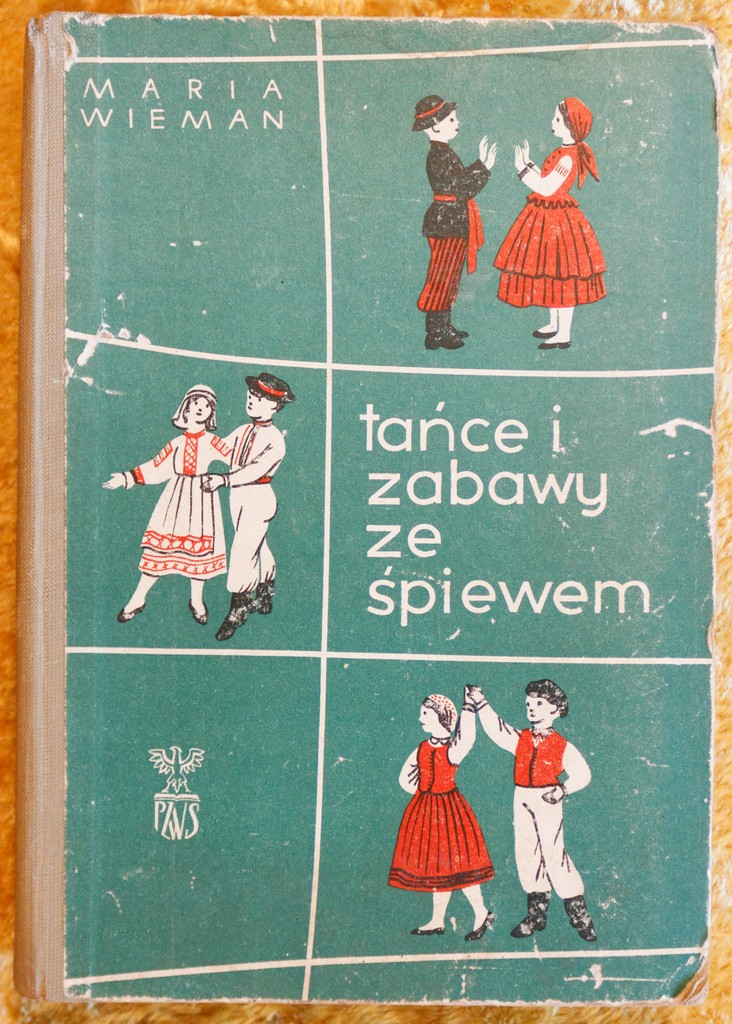 MARIA
WIEMAN
tańce i
zabawy
ze
śpiewem
PZWS